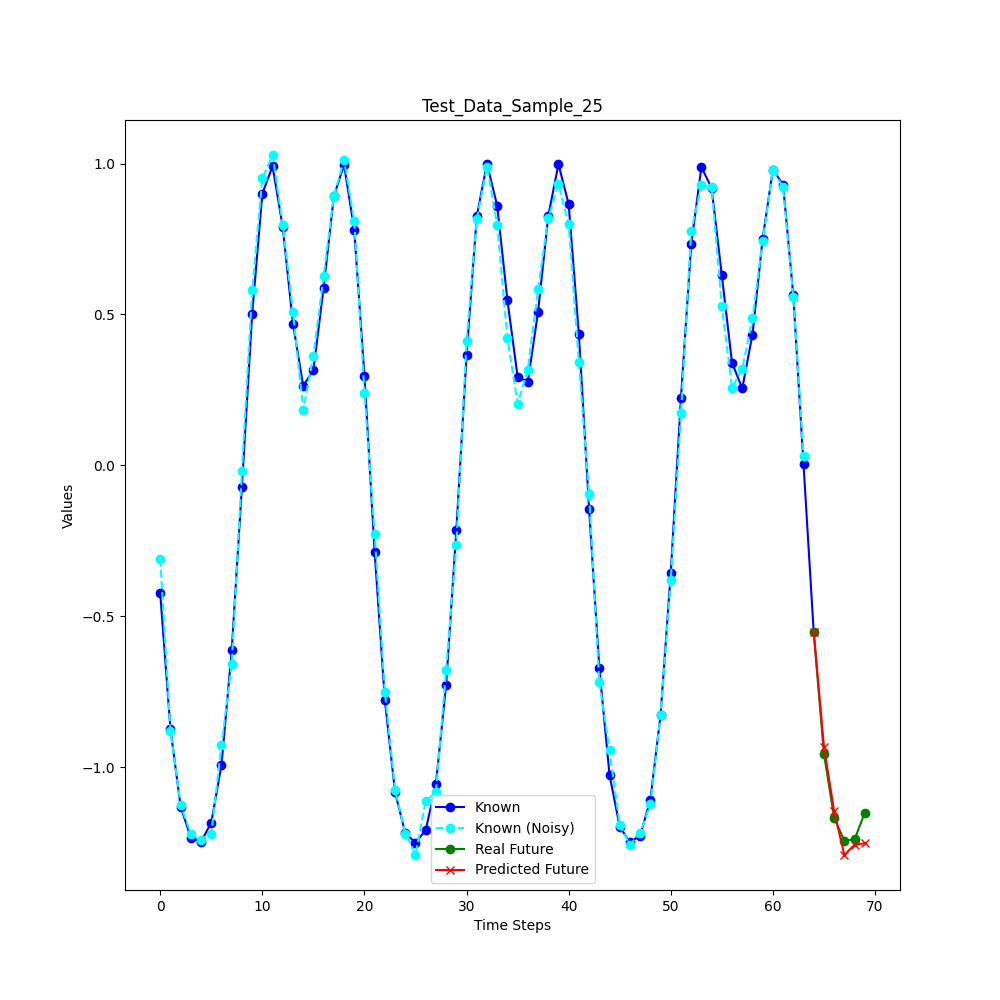 Test_Data_Sample_25
1.0
0.5
0.0
−0.5
−1.0
Values
Known
Known (Noisy)
Real Future
Predicted Future
0 10 20 30 40 50 60 70
Time Steps